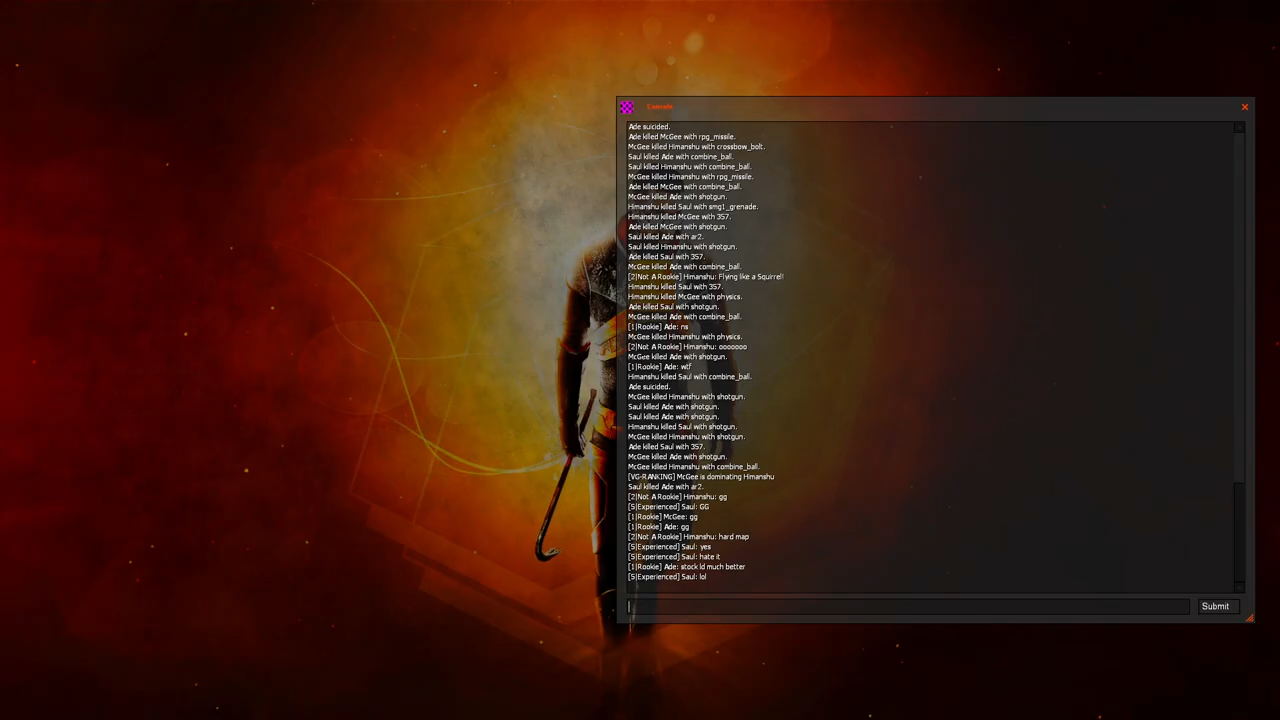 Console
Ade suicided.
Ade killed McGee with rpg_missile.
McGee killed Himanshu with crossbow_bolt.
Saul killed Ade with combine_ball.
Saul killed Himanshu with combine_ball.
McGee killed Himanshu with rpg_missile.
Ade killed McGee with combine_ball.
McGee killed Ade with shotgun.
Himanshu killed Saul with smg1_grenade.
Himanshu killed McGee with 357.
Ade killed McGee with shotgun.
Saul killed Ade with ar2.
Saul killed Himanshu with shotgun.
Ade killed Saul with 357.
McGee killed Ade with combine_ball.
[2|Not A Rookie] Himanshu: Flying like a Squirrel!
Himanshu killed Saul with 357.
Himanshu killed McGee with physics.
Ade killed Saul with shotgun.
McGee killed Ade with combine_ball.
[1|Rookie] Ade: ns
McGee killed Himanshu with physics.
[2|Not A Rookie] Himanshu: ooooooo
McGee killed Ade with shotgun.
[1|Rookie] Ade: wtf
Himanshu killed Saul with combine_ball.
Ade suicided.
McGee killed Himanshu with shotgun.
Saul killed Ade with shotgun.
Saul killed Ade with shotgun.
Himanshu killed Saul with shotgun.
McGee killed Himanshu with shotgun.
Ade killed Saul with 357.
McGee killed Ade with shotgun.
McGee killed Himanshu with combine_ball.
[VG-RANKING] McGee is dominating Himanshu
Saul killed Ade with ar2.
[2|Not A Rookie] Himanshu: gg
[5|Experienced] Saul: GG
[1|Rookie] McGee: gg
[1|Rookie] Ade: gg
[2|Not A Rookie] Himanshu: hard map
[5|Experienced] Saul: yes
[5|Experienced] Saul: hate it
[1|Rookie] Ade: stock ld much better
[5|Experienced] Saul: lol
Submit